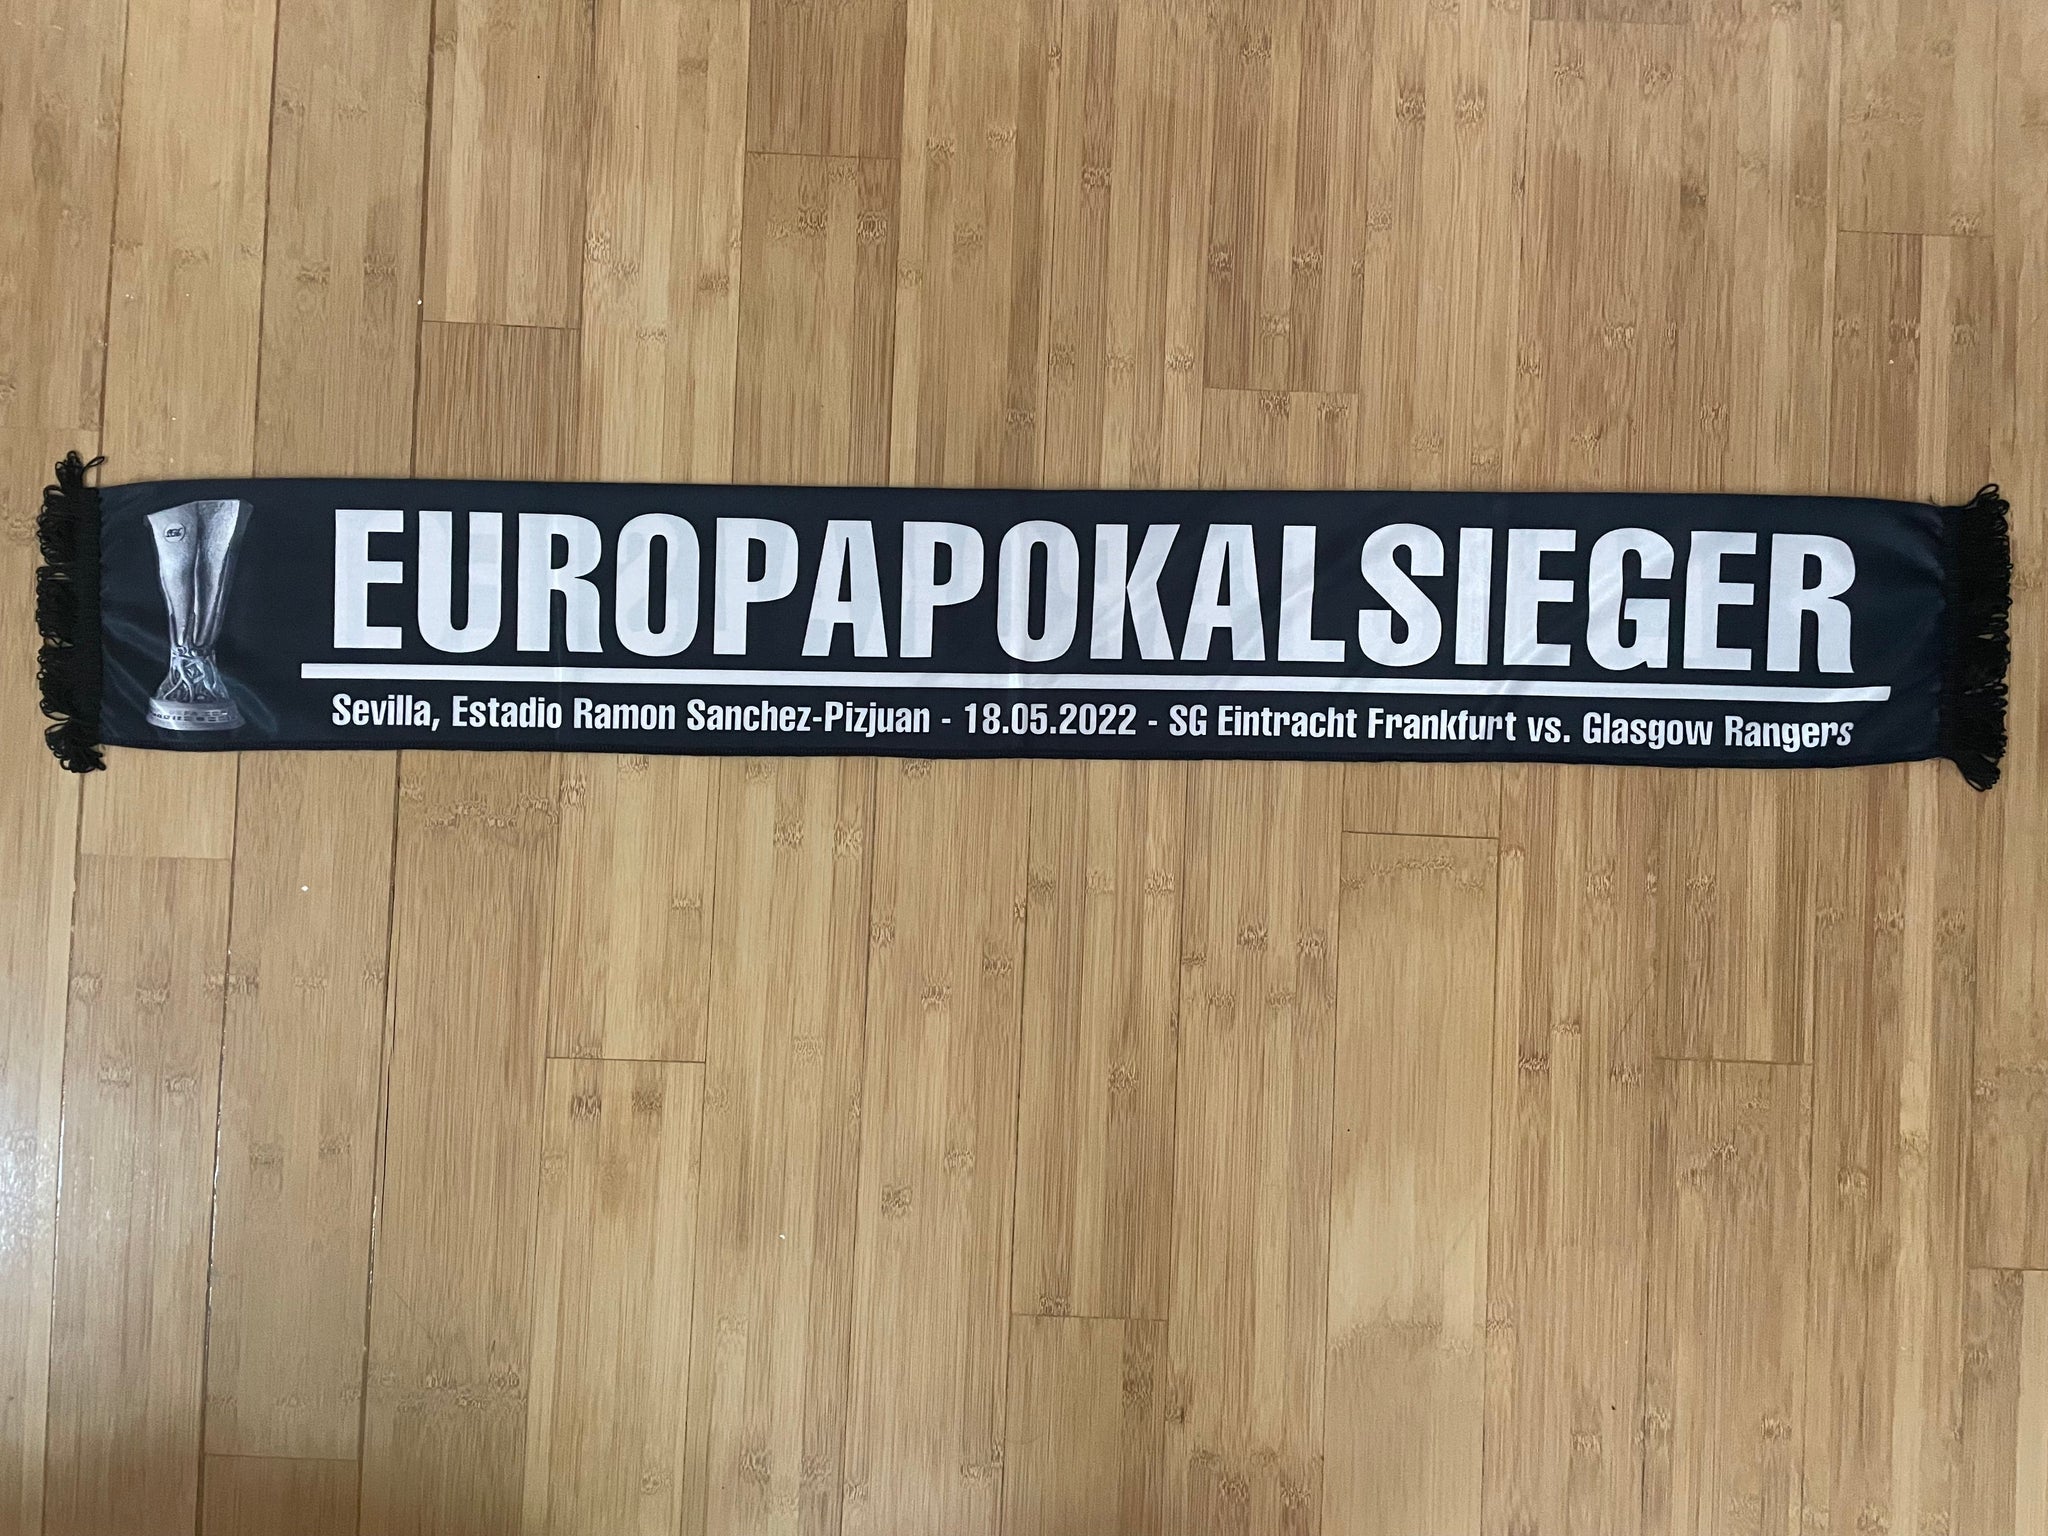 EUROPAPOKALSIEGER
Sevilla, Estadio Ramon Sanchez-Pizjuan - 18.05.2022 - SG Eintracht Frankfurt vs. Glasgow Rangers